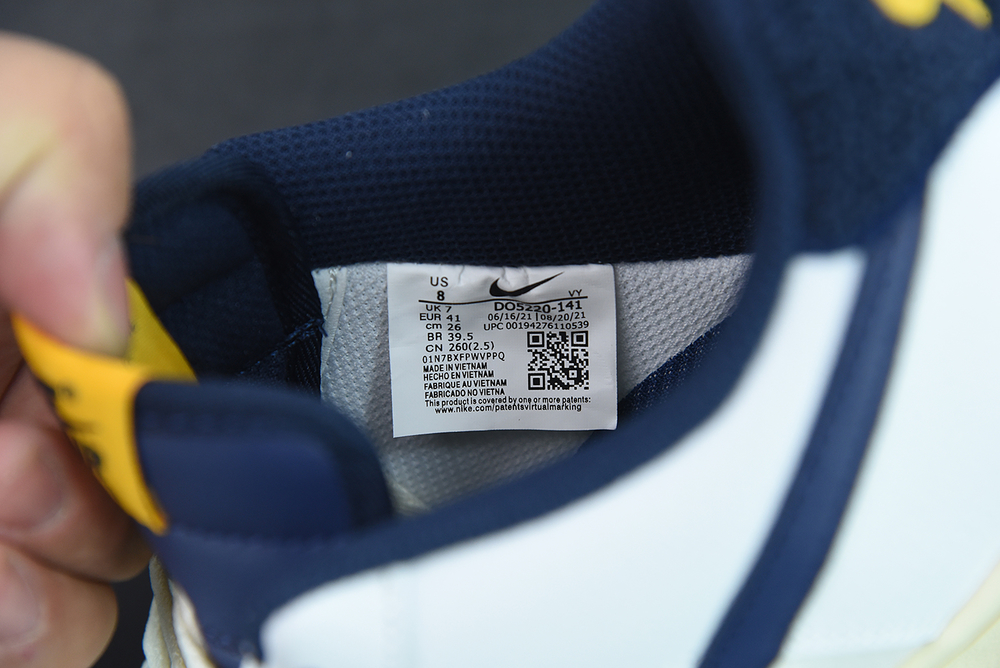 US
8
VY
UK 7
DO5220-141
EUR 41
06/16/21 | 08/20/21
cm 26
UPC 00194276110539
BR 39.5
CN 260(2.5)
01N7BXFPWVPPQ
MADE IN VIETNAM
HECHO EN VIETNAM
FABRIQUE AU VIETNAM
FABRICADO NO VIETNA
This product is covered by one or more patents:
www.nike.com/patentsvirtualmarking